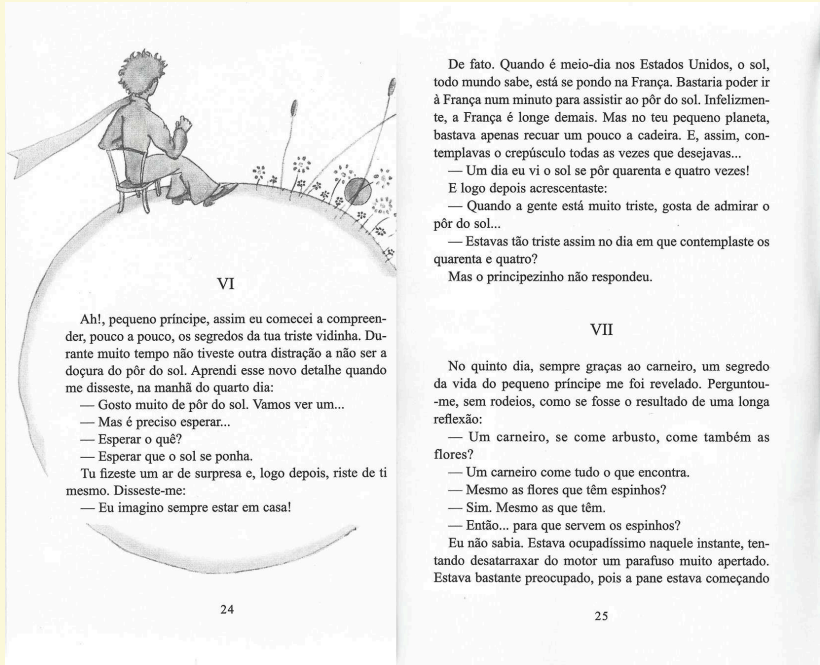 VI
Ah!, pequeno príncipe, assim eu comecei a compreen-
der, pouco a pouco, os segredos da tua triste vidinha. Du-
rante muito tempo não tiveste outra distração a não ser a
doçura do pôr do sol. Aprendi esse novo detalhe quando
me disseste, na manhã do quarto dia:
— Gosto muito de pôr do sol. Vamos ver um...
— Mas é preciso esperar...
— Esperar o quê?
— Esperar que o sol se ponha.
Tu fizeste um ar de surpresa e, logo depois, riste de ti
mesmo. Disseste-me:
— Eu imagino sempre estar em casa!
24
De fato. Quando é meio-dia nos Estados Unidos, o sol,
todo mundo sabe, está se pondo na França. Bastaria poder ir
à França num minuto para assistir ao pôr do sol. Infelizmen-
te, a França é longe demais. Mas no teu pequeno planeta,
bastava apenas recuar um pouco a cadeira. E, assim, con-
templavas o crepúsculo todas as vezes que desejavas...
— Um dia eu vi o sol se pôr quarenta e quatro vezes!
E logo depois acrescentaste:
— Quando a gente está muito triste, gosta de admirar o
pôr do sol...
— Estavas tão triste assim no dia em que contemplaste os
quarenta e quatro?
Mas o principezinho não respondeu.
VII
No quinto dia, sempre graças ao carneiro, um segredo
da vida do pequeno príncipe me foi revelado. Perguntou-
-me, sem rodeios, como se fosse o resultado de uma longa
reflexão:
— Um carneiro, se come arbusto, come também as
flores?
— Um carneiro come tudo o que encontra.
— Mesmo as flores que têm espinhos?
— Sim. Mesmo as que têm.
— Então... para que servem os espinhos?
Eu não sabia. Estava ocupadíssimo naquele instante, ten-
tando desatarraxar do motor um parafuso muito apertado.
Estava bastante preocupado, pois a pane estava começando
25